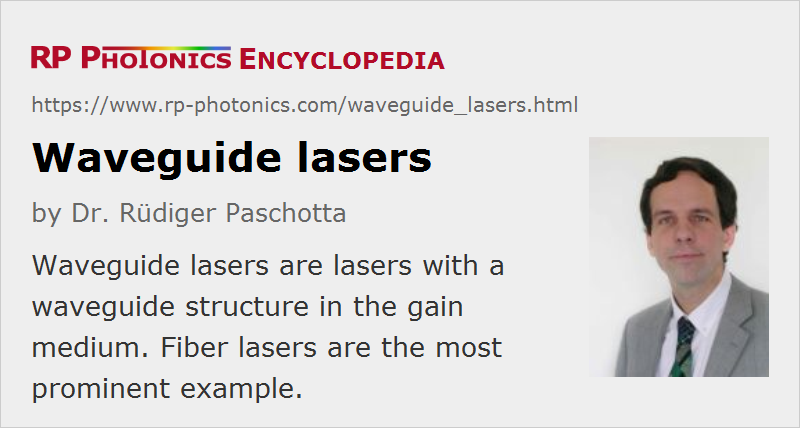 RP PHOTONICS ENCYCLOPEDIA
https://www.rp-photonics.com/waveguide_lasers.html
Waveguide lasers
by Dr. Rüdiger Paschotta
Waveguide lasers are lasers with a
waveguide structure in the gain
medium. Fiber lasers are the most
prominent example.